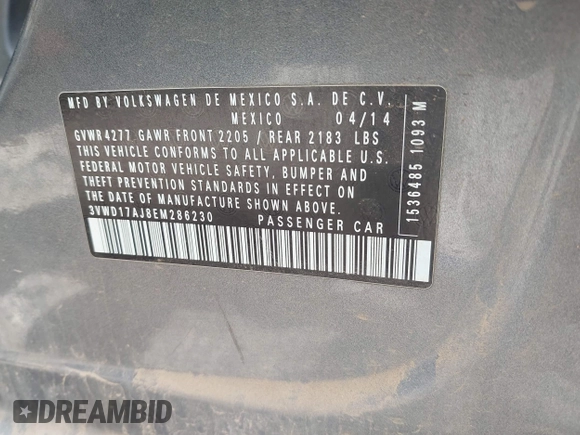 MFD BY VOLKSWAGEN DE MEXICO S.A. DE C.V.
MEXICO 04/14
GVWR 4277 GAWR FRONT 2205 / REAR 2183 LBS
THIS VEHICLE CONFORMS TO ALL APPLICABLE U.S.
FEDERAL MOTOR VEHICLE SAFETY, BUMPER AND
THEFT PREVENTION STANDARDS IN EFFECT ON
THE DATE OF MANUFACTURE SHOWN ABOVE.
3VWD17AJ8EM286230 PASSENGER CAR
1536485 1093 M
DREAMBID